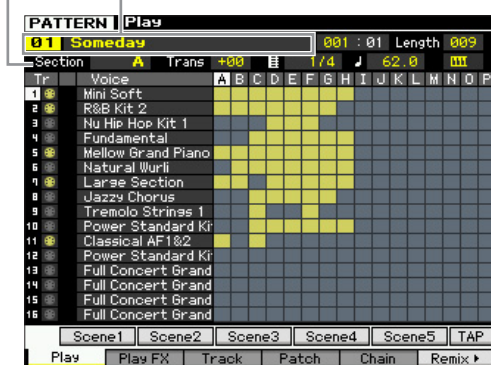 PATTERN Play
01 Someday 001 : 01 Length 009
Section A Trans +00 1/4 62.0
Tr Voice A B C D E F G H I J K L M N O P
1 Mini Soft
2 R&B Kit 2
3 Nu Hip Hop Kit 1
4 Fundamental
5 Mellow Grand Piano
6 Natural Wurli
7 Large Section
8 Jazzy Chorus
9 Tremolo Strings 1
10 Power Standard Ki
11 Classical AF1&2
12 Power Standard Ki
13 Full Concert Grand
14 Full Concert Grand
15 Full Concert Grand
16 Full Concert Grand
Scene1 Scene2 Scene3 Scene4 Scene5 TAP
Play Play FX Track Patch Chain Remix